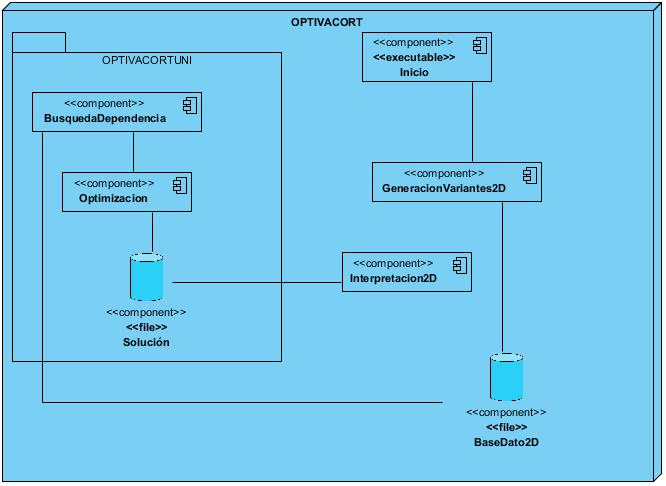 OPTIVACORT
OPTIVACORTUNI
<<component>>
BusquedaDependencia
<<component>>
Optimizacion
<<component>>
<<file>>
Solución
<<component>>
<<executable>>
Inicio
<<component>>
GeneracionVariantes2D
<<component>>
Interpretacion2D
<<component>>
<<file>>
BaseDato2D